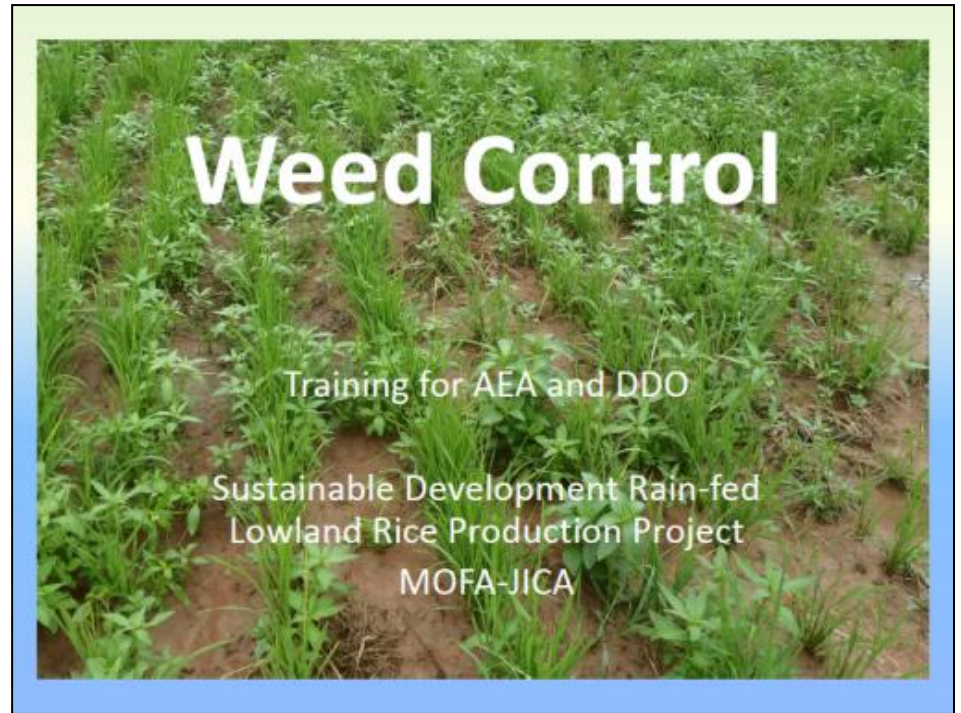 Weed Control
Training for AEA and DDO
Sustainable Development Rain-fed
Lowland Rice Production Project
MOFA-JICA